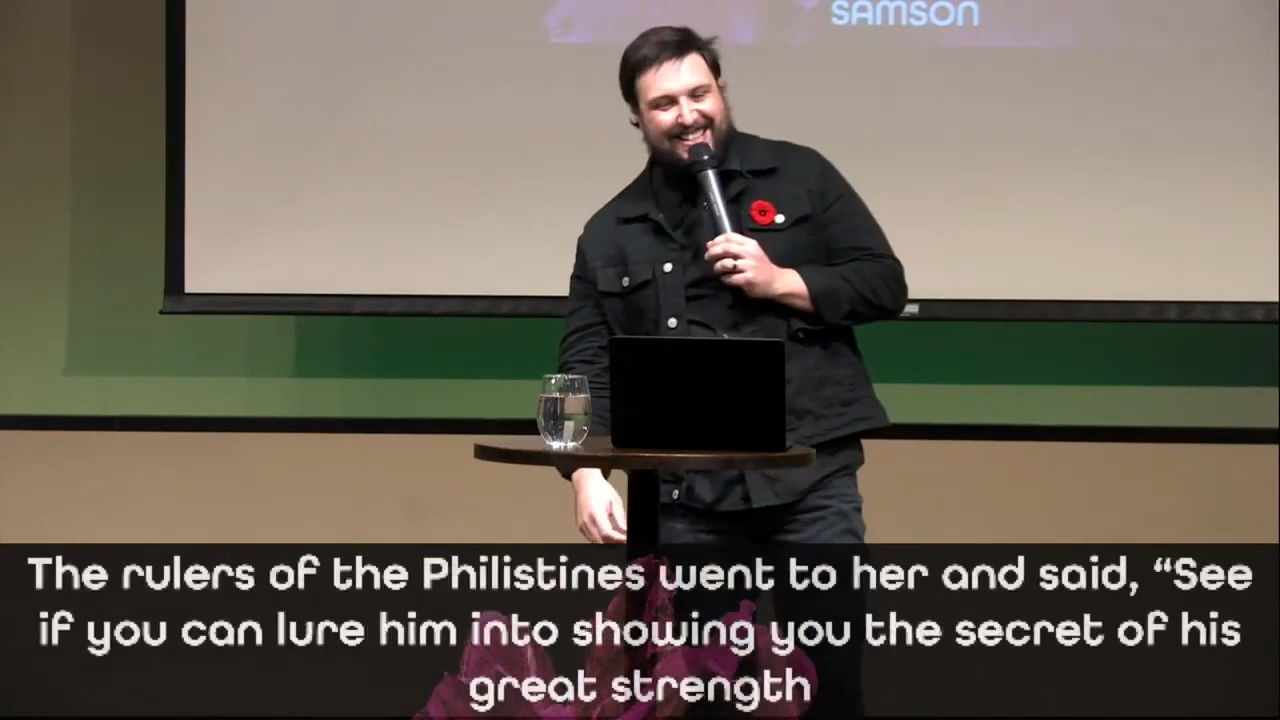 SAMSON
The rulers of the Philistines went to her and said, “See
if you can lure him into showing you the secret of his
great strength